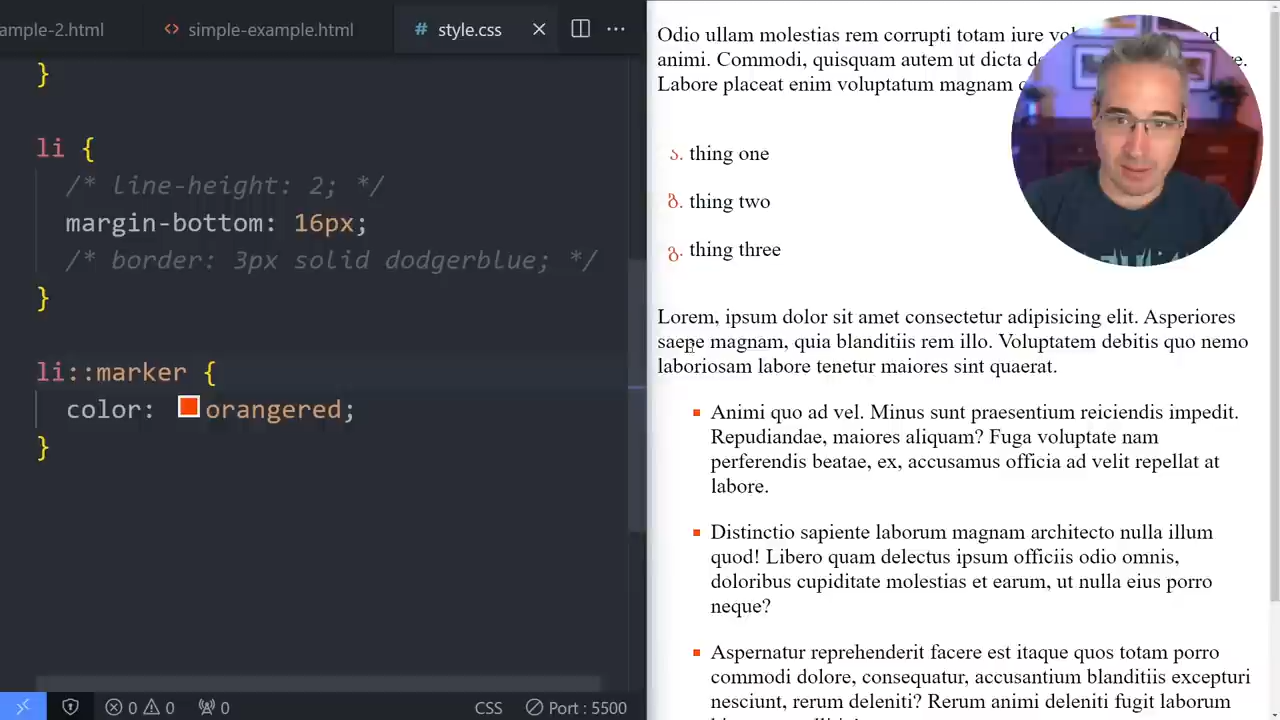 ample-2.html
simple-example.html
style.css
}
li {
/* line-height: 2; */
margin-bottom: 16px;
/* border: 3px solid dodgerblue; */
}
li::marker {
color: orangered;
}
0 0
0
CSS
Port : 5500
Odio ullam molestias rem corrupti totam iure
animi. Commodi, quisquam autem ut dicta
Labore placeat enim voluptatum magnam
ა. thing one
ბ. thing two
გ. thing three
Lorem, ipsum dolor sit amet consectetur adipisicing elit. Asperiores
saepe magnam, quia blanditiis rem illo. Voluptatem debitis quo nemo
laboriosam labore tenetur maiores sint quaerat.
Animi quo ad vel. Minus sunt praesentium reiciendis impedit.
Repudiandae, maiores aliquam? Fuga voluptate nam
perferendis beatae, ex, accusamus officia ad velit repellat at
labore.
Distinctio sapiente laborum magnam architecto nulla illum
quod! Libero quam delectus ipsum officiis odio omnis,
doloribus cupiditate molestias et earum, ut nulla eius porro
neque?
Aspernatur reprehenderit facere est itaque quos totam porro
commodi dolore, consequatur, accusantium blanditiis excepturi
nesciunt, rerum deleniti? Rerum animi deleniti fugit laborum